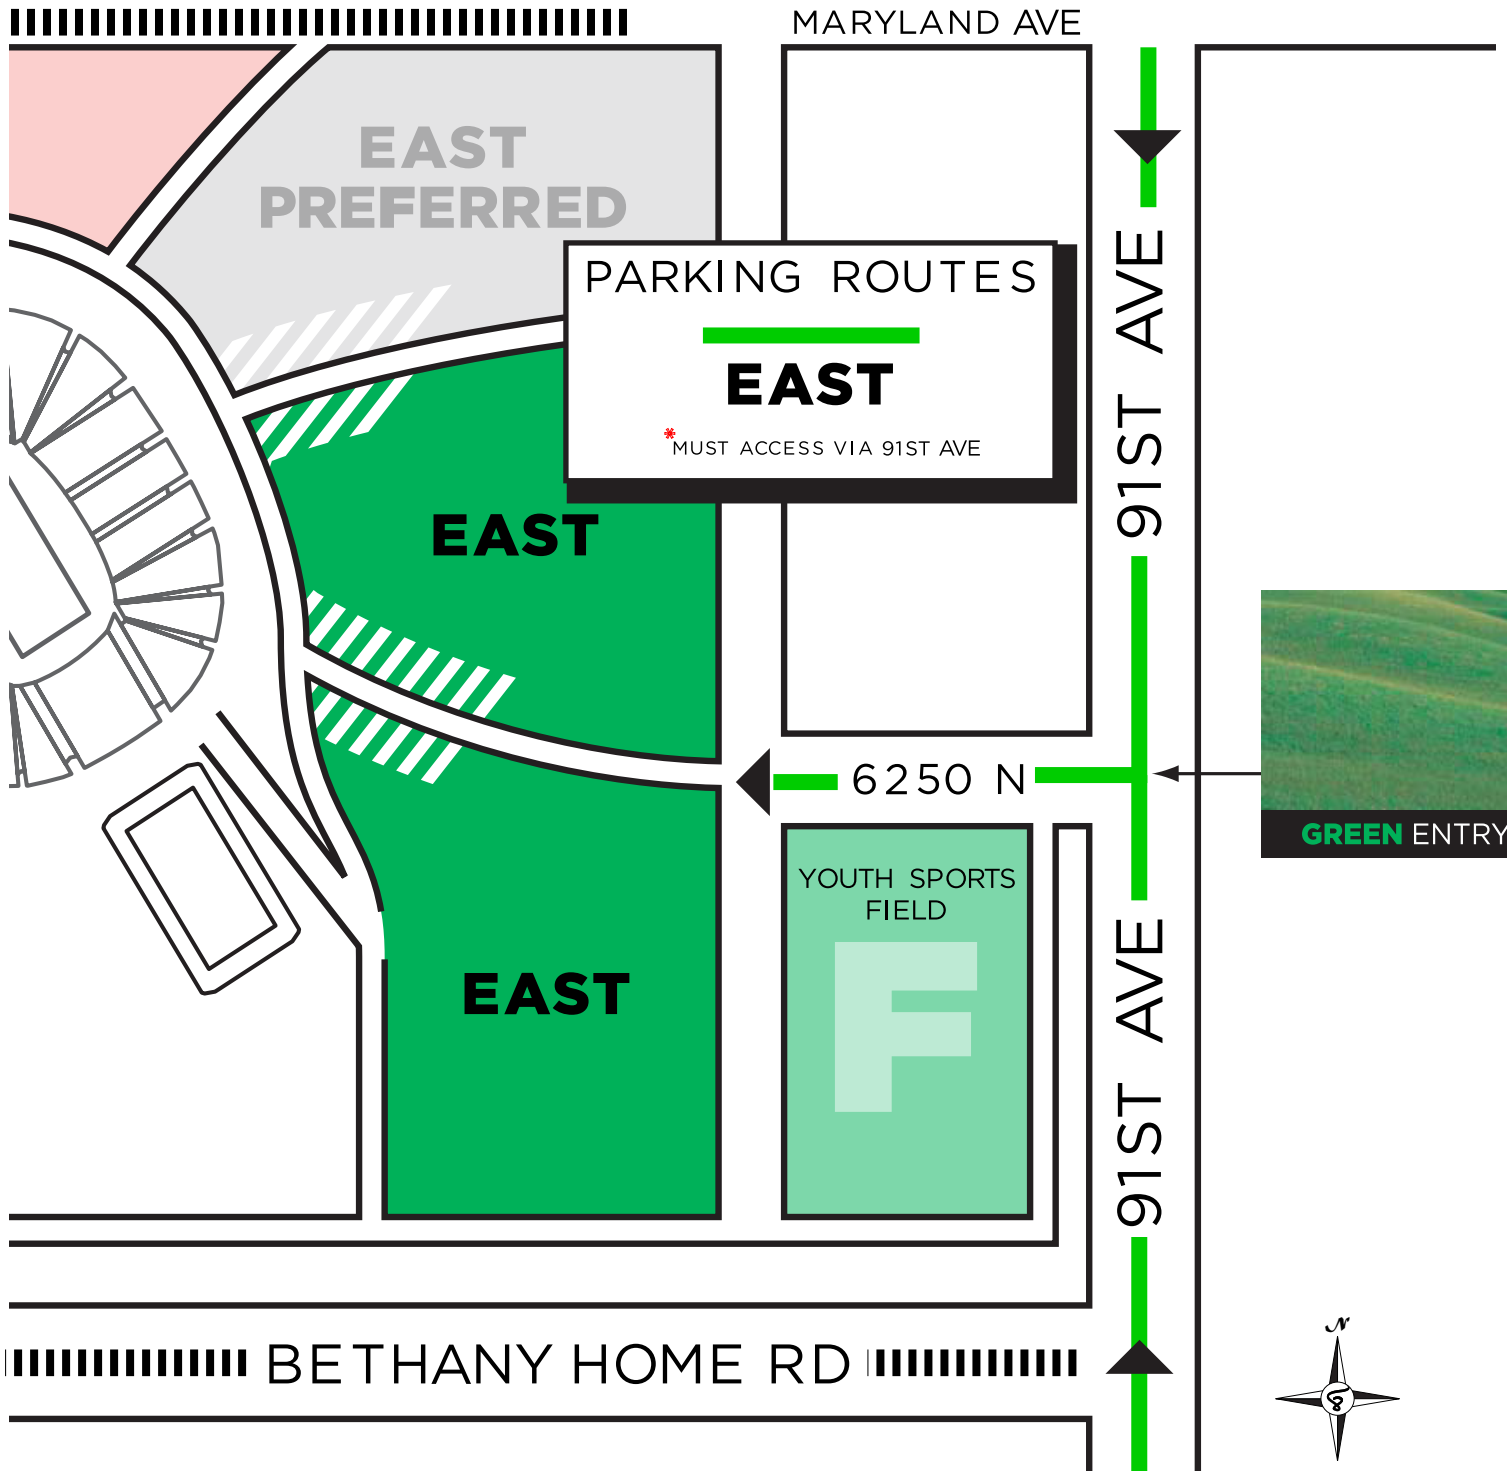 MARYLAND AVE
EAST
PREFERRED
PARKING ROUTES
EAST
*MUST ACCESS VIA 91ST AVE
91ST AVE
EAST
6250 N
GREEN ENTRY
YOUTH SPORTS
FIELD
F
EAST
91ST AVE
BETHANY HOME RD
N